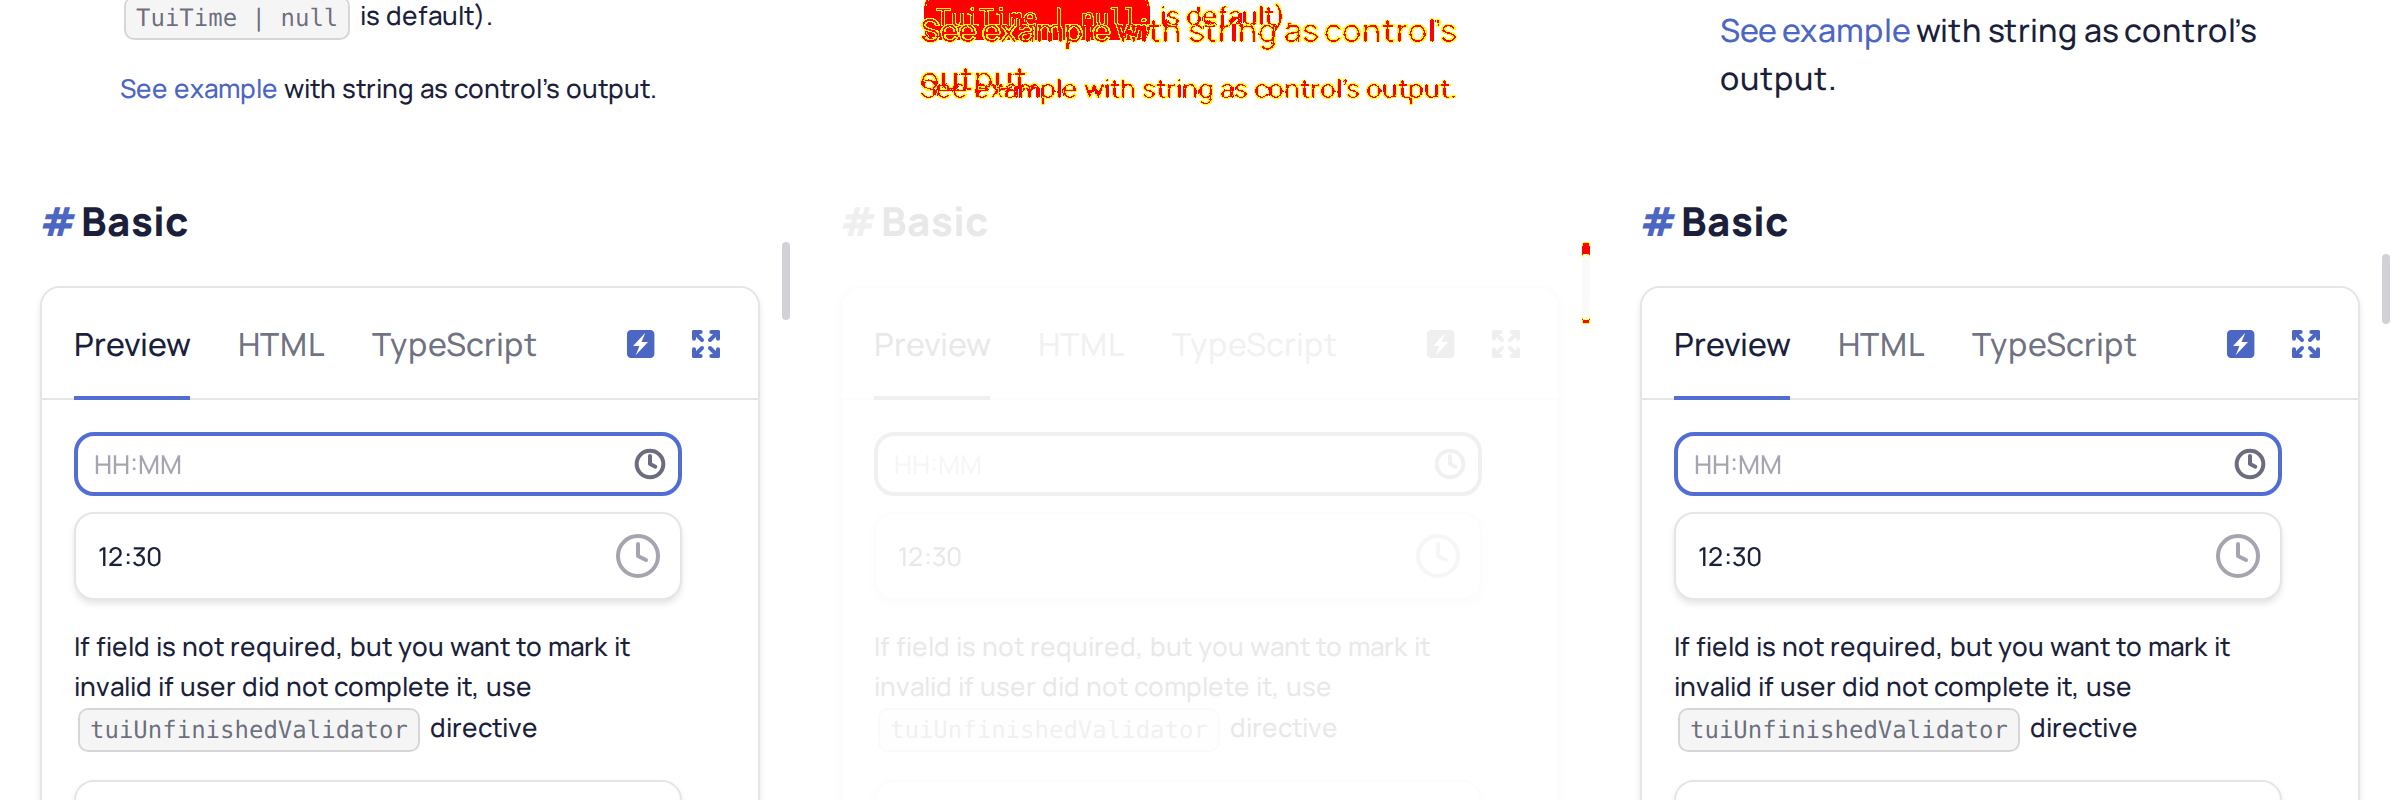 TuiTime | null is default).
See example with string as control's output.
# Basic
Preview HTML TypeScript
HH:MM
12:30
If field is not required, but you want to mark it
invalid if user did not complete it, use
tuiUnfinishedValidator directive
TuiTime | null is default).
See example with string as control's
output.
See example with string as control's output.
# Basic
Preview HTML TypeScript
HH:MM
12:30
If field is not required, but you want to mark it
invalid if user did not complete it, use
tuiUnfinishedValidator directive
See example with string as control's
output.
# Basic
Preview HTML TypeScript
HH:MM
12:30
If field is not required, but you want to mark it
invalid if user did not complete it, use
tuiUnfinishedValidator directive